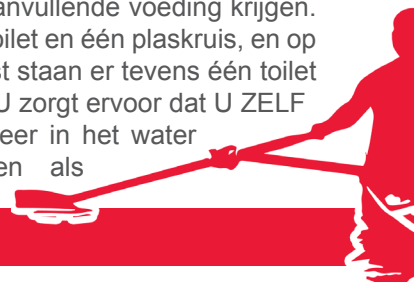 anvullende voeding krijgen.
oilet en één plaskruis, en op
st staan er tevens één toilet
U zorgt ervoor dat U ZELF
eer in het water
en als